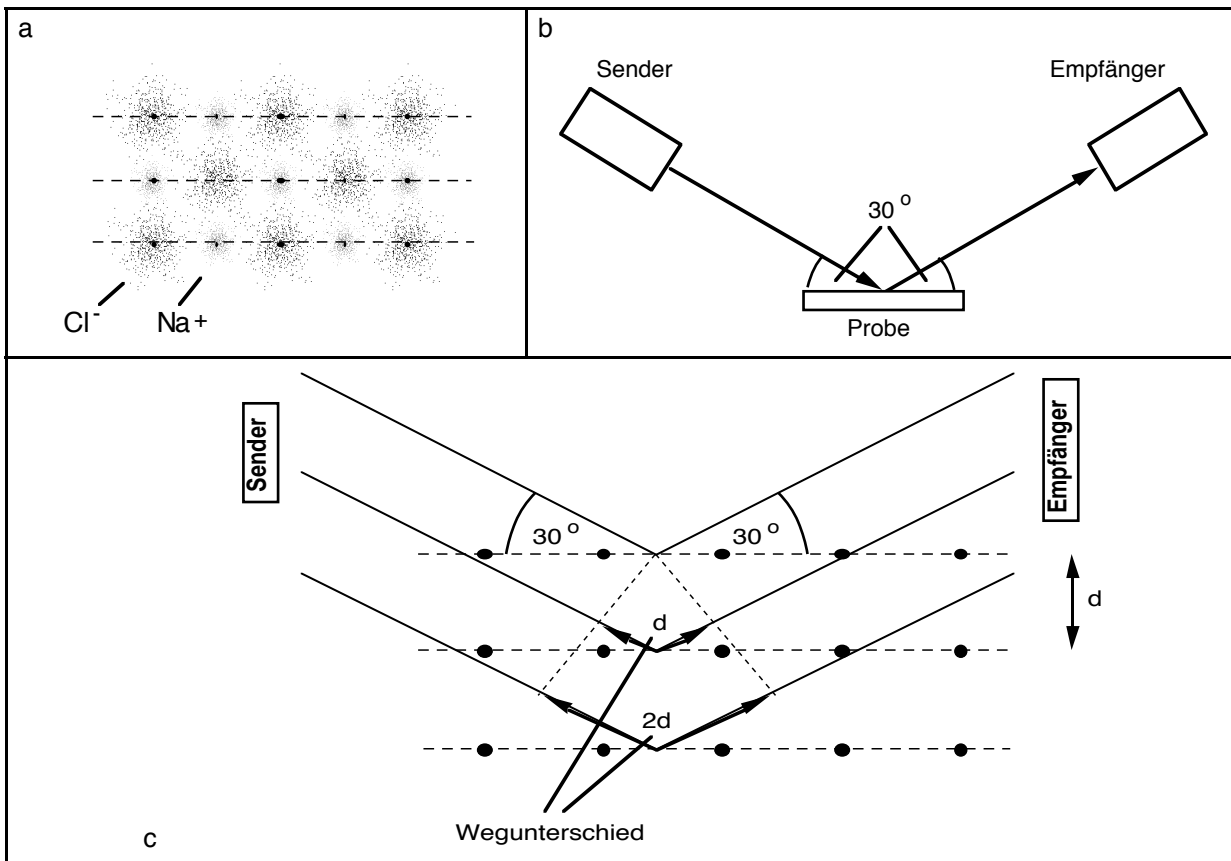 a
Cl-
Na+
b
Sender
Empfänger
30 o
Probe
Sender
Empfänger
30 o
30 o
d
d
2d
Wegunterschied
c